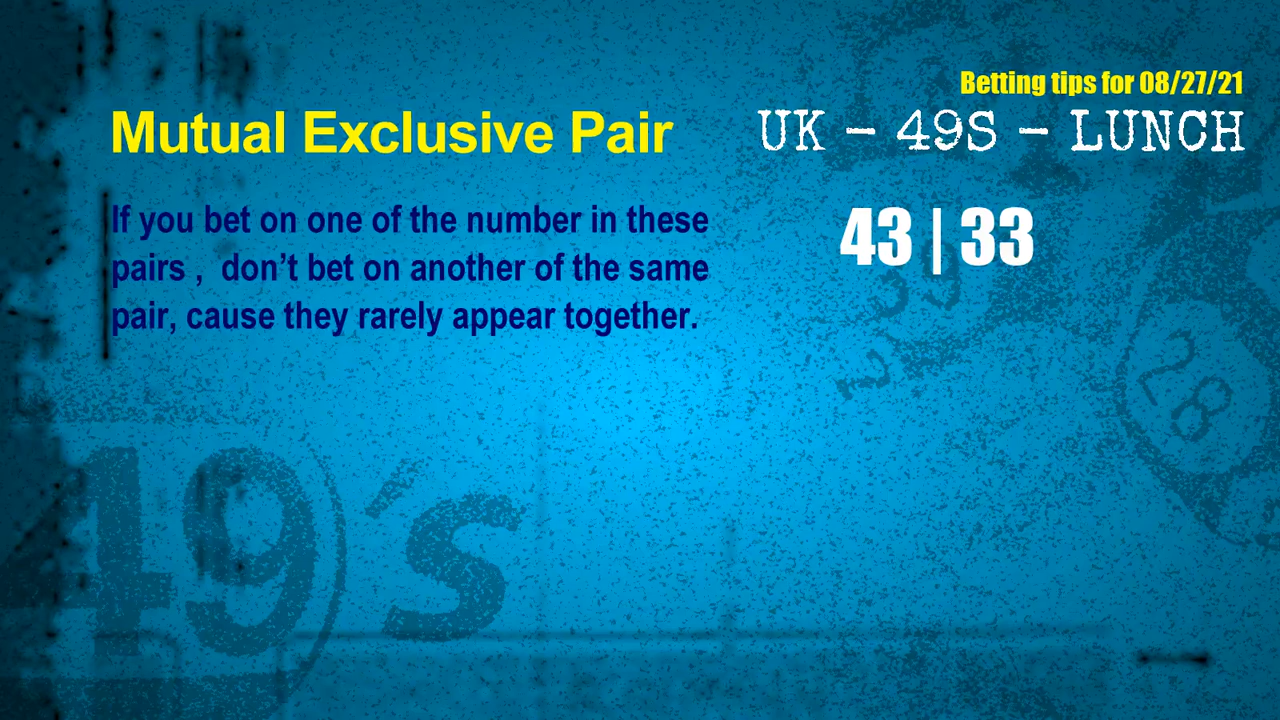 Betting tips for 08/27/21
Mutual Exclusive Pair
UK - 49S - LUNCH
If you bet on one of the number in these
pairs , don’t bet on another of the same
pair, cause they rarely appear together.
43 | 33
39
28
49's